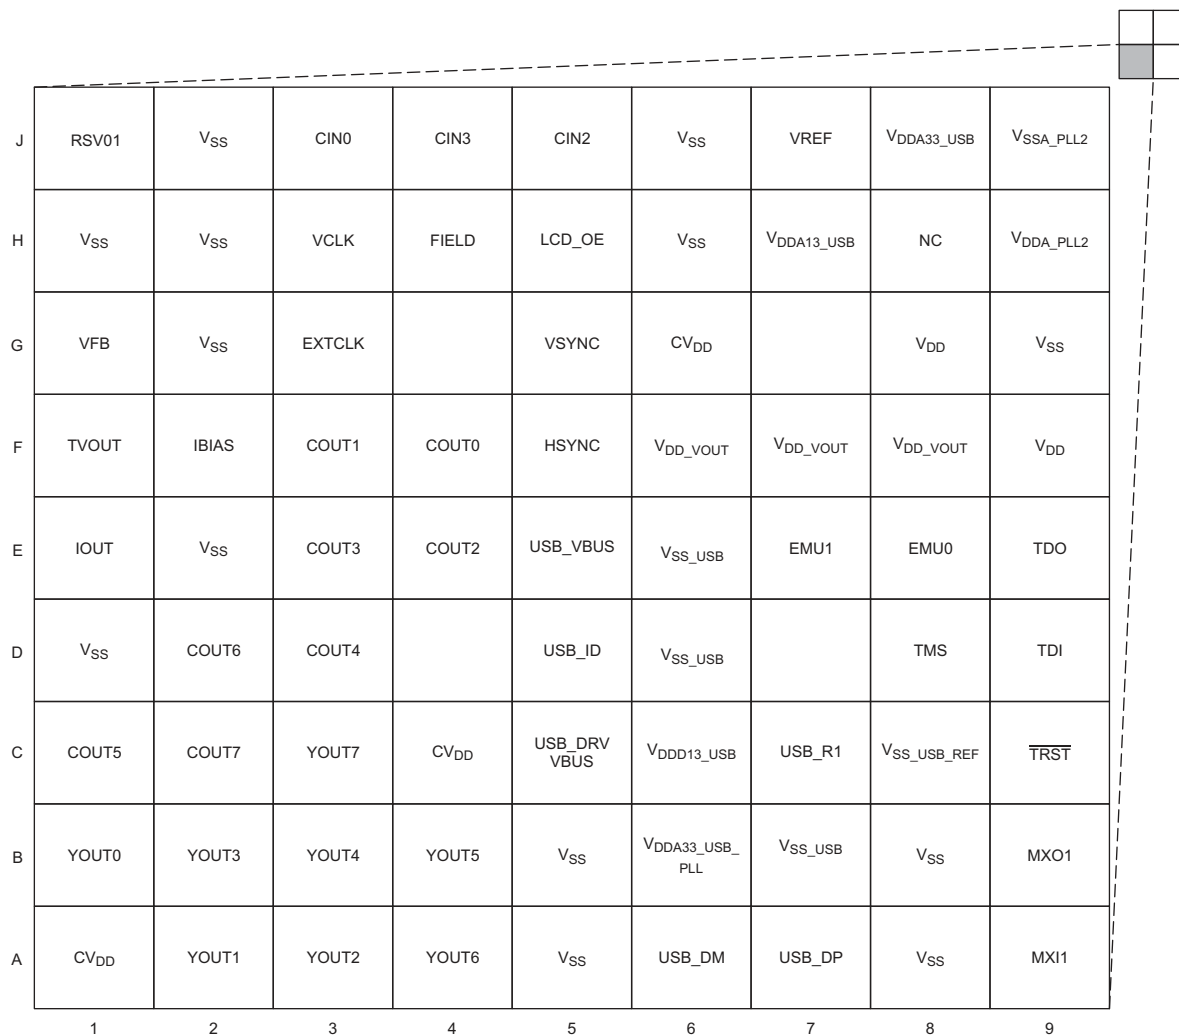 J RSV01 VSS CIN0 CIN3 CIN2 VSS VREF VDDA33_USB VSSA_PLL2
H VSS VSS VCLK FIELD LCD_OE VSS VDDA13_USB NC VDDA_PLL2
G VFB VSS EXTCLK VSYNC CVDD VDD VSS
F TVOUT IBIAS COUT1 COUT0 HSYNC VDD_VOUT VDD_VOUT VDD_VOUT VDD
E IOUT VSS COUT3 COUT2 USB_VBUS VSS_USB EMU1 EMU0 TDO
D VSS COUT6 COUT4 USB_ID VSS_USB TMS TDI
C COUT5 COUT7 YOUT7 CVDD USB_DRV VBUS VDDD13_USB USB_R1 VSS_USB_REF TRST
B YOUT0 YOUT3 YOUT4 YOUT5 VSS VDDA33_USB_PLL VSS_USB VSS MXO1
A CVDD YOUT1 YOUT2 YOUT6 VSS USB_DM USB_DP VSS MXI1
1 2 3 4 5 6 7 8 9